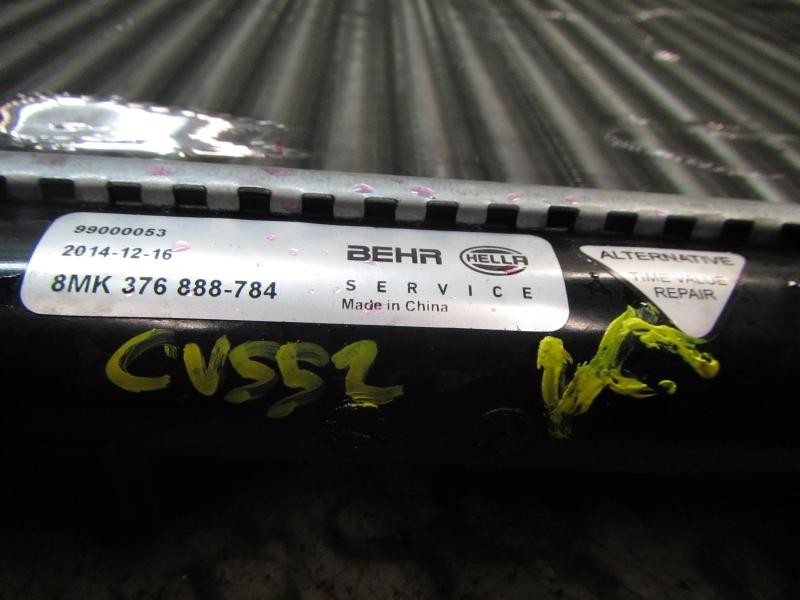 99000053
2014-12-16
8MK 376 888-784
BEHR HELLA
SERVICE
Made in China
ALTERNATIVE
TIME VALUE
REPAIR
CV552